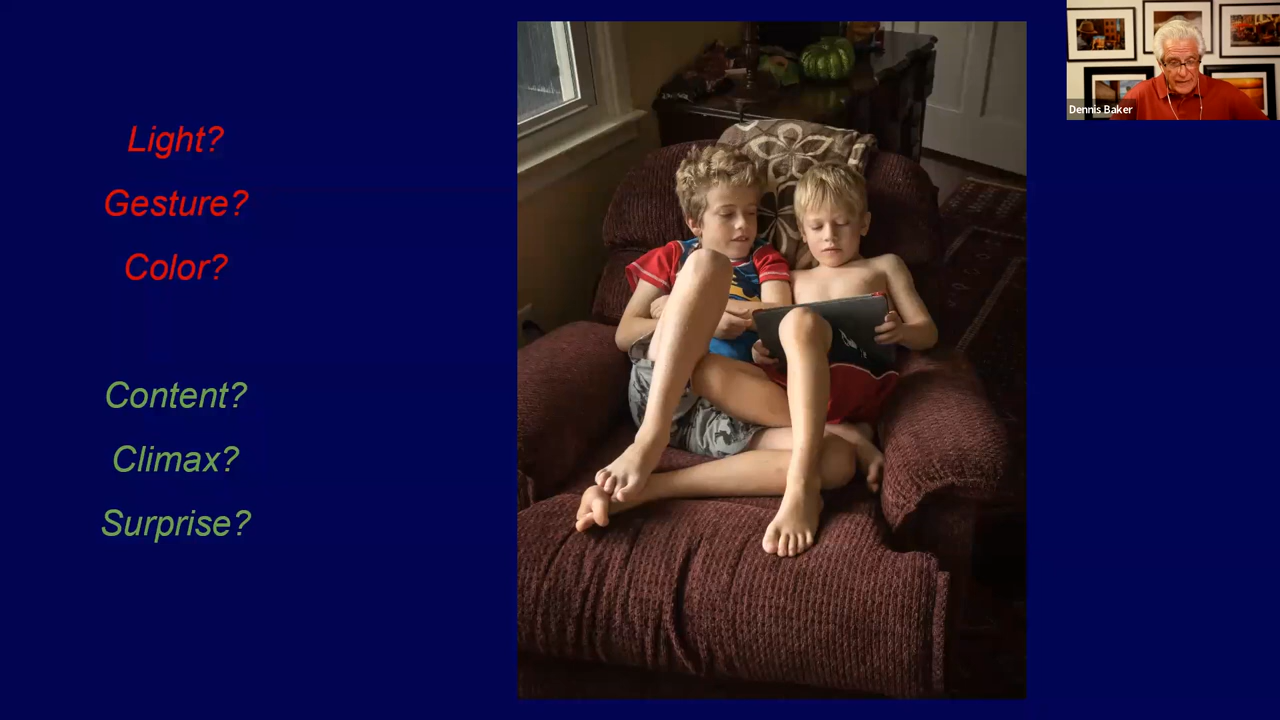 Light?
Gesture?
Color?
Content?
Climax?
Surprise?
Dennis Baker